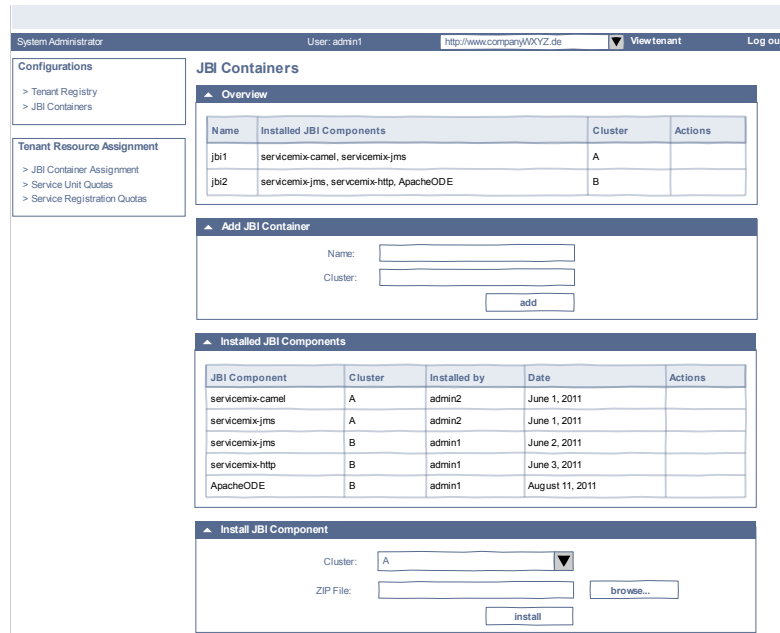 System Administrator User: admin1 http://www.companyWXYZ.de View tenant Log ou
Configurations
> Tenant Registry
> JBI Containers
Tenant Resource Assignment
> JBI Container Assignment
> Service Unit Quotas
> Service Registration Quotas
JBI Containers
Overview
Name Installed JBI Components Cluster Actions
jbi1 servicemix-camel, servicemix-jms A
jbi2 servicemix-jms, servcemix-http, ApacheODE B
Add JBI Container
Name:
Cluster:
add
Installed JBI Components
JBI Component Cluster Installed by Date Actions
servicemix-camel A admin2 June 1, 2011
servicemix-jms A admin2 June 1, 2011
servicemix-jms B admin1 June 2, 2011
servicemix-http B admin1 June 3, 2011
ApacheODE B admin1 August 11, 2011
Install JBI Component
Cluster: A
ZIP File: browse...
install